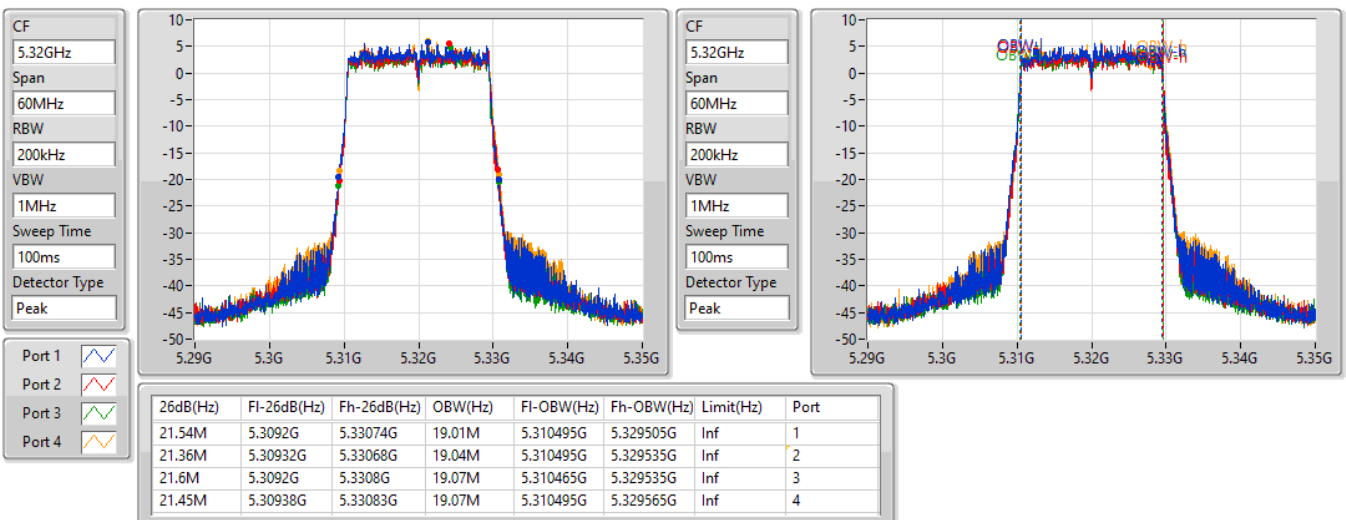 CF
5.32GHz
Span
60MHz
RBW
200kHz
VBW
1MHz
Sweep Time
100ms
Detector Type
Peak
10
5
0
-5
-10
-15
-20
-25
-30
-35
-40
-45
-50
5.29G 5.3G 5.31G 5.32G 5.33G 5.34G 5.35G
CF
5.32GHz
Span
60MHz
RBW
200kHz
VBW
1MHz
Sweep Time
100ms
Detector Type
Peak
10
5
0
-5
-10
-15
-20
-25
-30
-35
-40
-45
-50
5.29G 5.3G 5.31G 5.32G 5.33G 5.34G 5.35G
Port 1
Port 2
Port 3
Port 4
26dB(Hz) Fl-26dB(Hz) Fh-26dB(Hz) OBW(Hz) Fl-OBW(Hz) Fh-OBW(Hz) Limit(Hz) Port
21.54M 5.3092G 5.33074G 19.01M 5.310495G 5.329505G Inf 1
21.36M 5.30932G 5.33068G 19.04M 5.310495G 5.329535G Inf 2
21.6M 5.3092G 5.3308G 19.07M 5.310465G 5.329535G Inf 3
21.45M 5.30938G 5.33083G 19.07M 5.310495G 5.329565G Inf 4